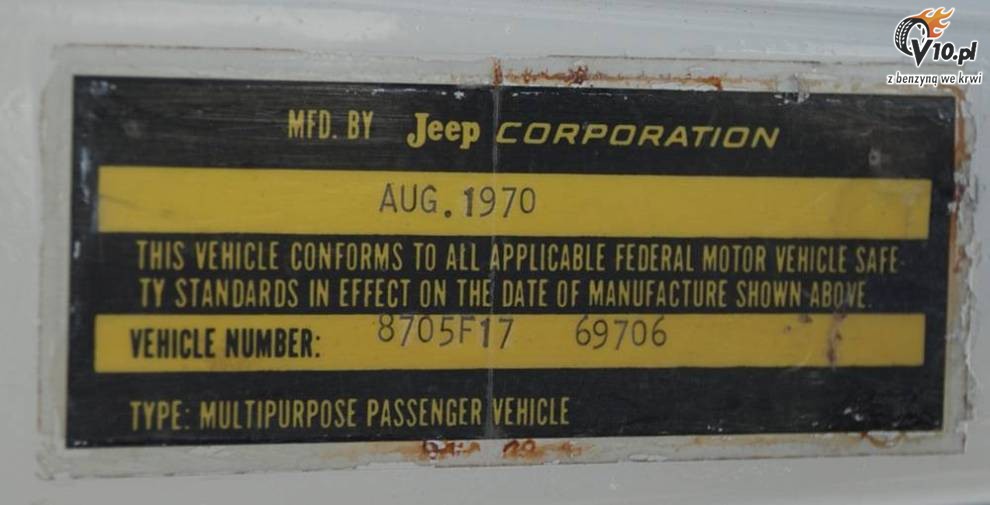 V10.pl
z benzyną we krwi
MFD. BY Jeep CORPORATION
AUG. 1970
THIS VEHICLE CONFORMS TO ALL APPLICABLE FEDERAL MOTOR VEHICLE SAFE-
TY STANDARDS IN EFFECT ON THE DATE OF MANUFACTURE SHOWN ABOVE.
VEHICLE NUMBER: 8705F17 69706
TYPE: MULTIPURPOSE PASSENGER VEHICLE